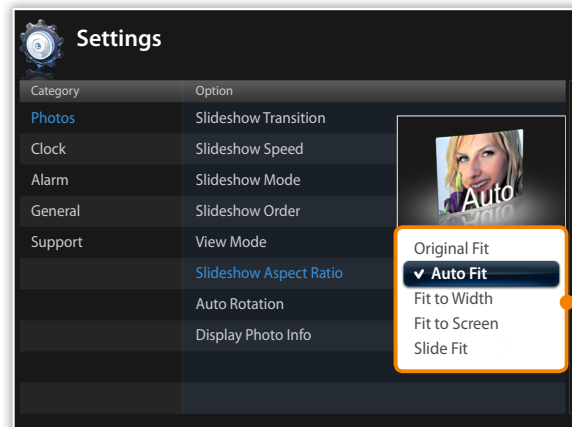 Settings
Category Option
Photos Slideshow Transition
Clock Slideshow Speed
Alarm Slideshow Mode
General Slideshow Order
Support View Mode
Slideshow Aspect Ratio
Auto Rotation
Display Photo Info
Auto
Original Fit
Auto Fit
Fit to Width
Fit to Screen
Slide Fit